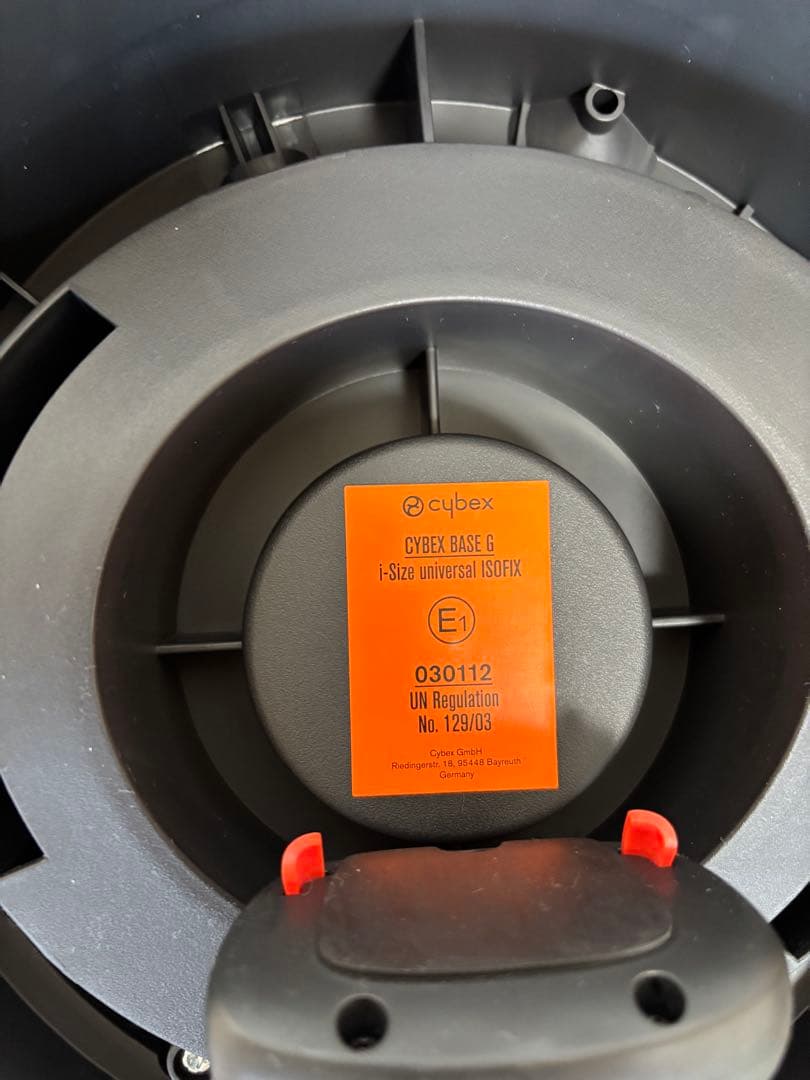 cybex
CYBEX BASE G
i-Size universal ISOFIX
E1
030112
UN Regulation
No. 129/03
Cybex GmbH
Riedingerstr. 18, 95448 Bayreuth
Germany